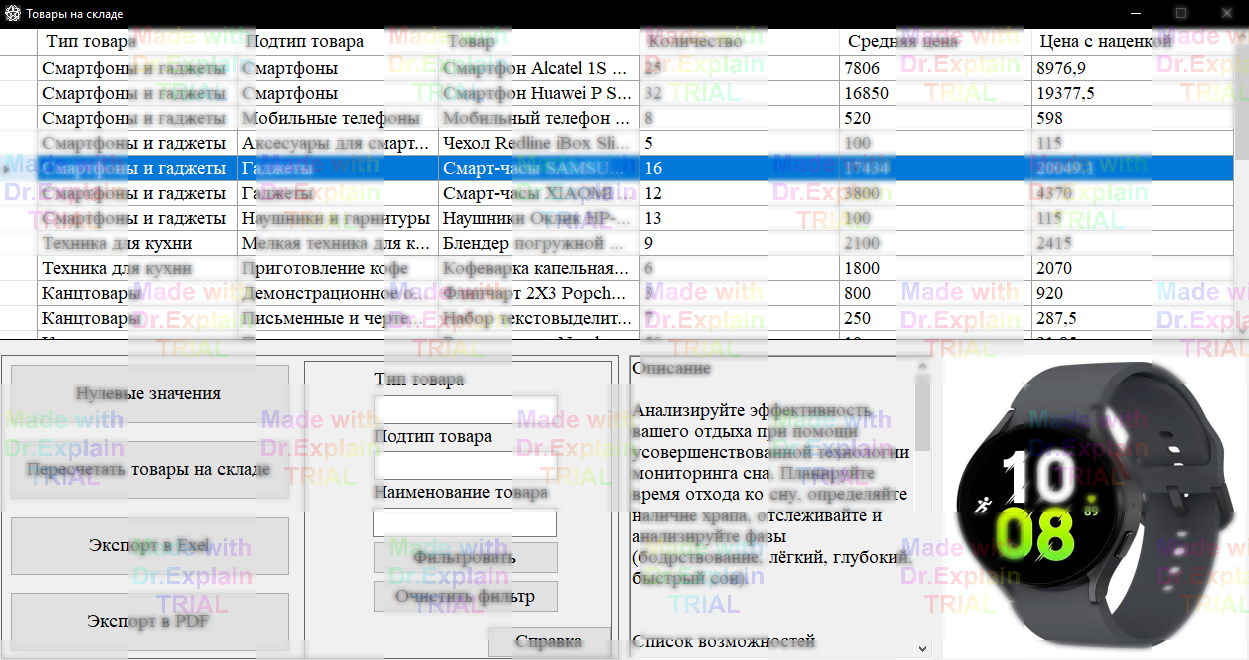 Товары на складе
Тип товара Подтип товара Товар Количество Средняя цена Цена с наценкой
Смартфоны и гаджеты Смартфоны Смартфон Alcatel 1S ... 25 7806 8976,9
Смартфоны и гаджеты Смартфоны Смартфон Huawei P S... 32 16850 19377,5
Смартфоны и гаджеты Мобильные телефоны Мобильный телефон ... 8 520 598
Смартфоны и гаджеты Аксесуары для смарт... Чехол Redline iBox Sli... 5 100 115
Смартфоны и гаджеты Гаджеты Смарт-часы SAMSU... 16 17434 20049,1
Смартфоны и гаджеты Гаджеты Смарт-часы XIAOMI ... 12 3800 4370
Смартфоны и гаджеты Наушники и гарнитуры Наушники Оклик HP-... 13 100 115
Техника для кухни Мелкая техника для к... Блендер погружной ... 9 2100 2415
Техника для кухни Приготовление кофе Кофеварка капельная... 6 1800 2070
Канцтовары Демонстрационное о... Флипчарт 2X3 Popch... 3 800 920
Канцтовары Письменные и черте... Набор текстовыделит... 7 250 287,5
Нулевые значения
Пересчетать товары на складе
Экспорт в Exel
Экспорт в PDF
Тип товара
Подтип товара
Наименование товара
Фильтровать
Очистить фильтр
Справка
Описание
Анализируйте эффективность
вашего отдыха при помощи
усовершенствованной технологии
мониторинга сна. Планируйте
время отхода ко сну, определяйте
наличие храпа, отслеживайте и
анализируйте фазы
(бодрствование, лёгкий, глубокий,
быстрый сон).
Список возможностей
10
08
89
Made with
Dr.Explain
TRIAL